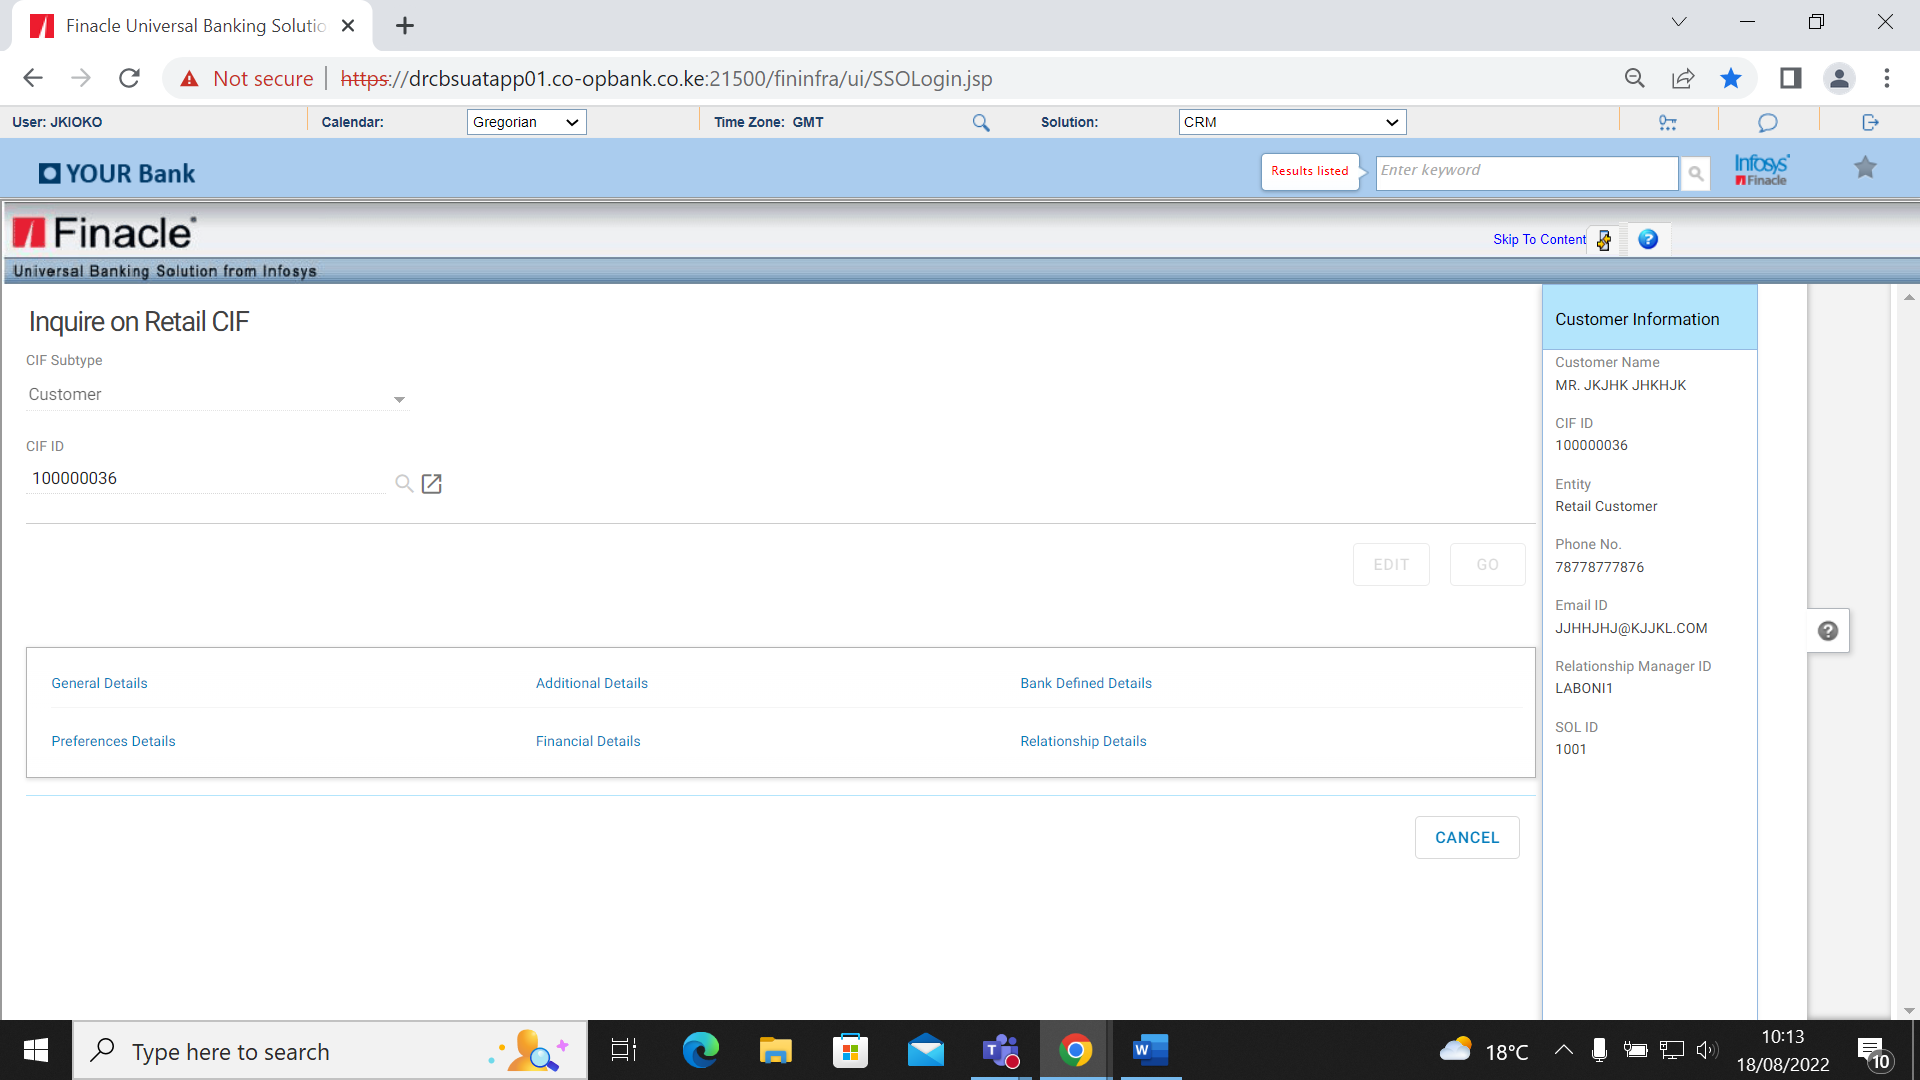 Finacle Universal Banking Solutio
Not secure https://drcbsuatapp01.co-opbank.co.ke:21500/fininfra/ui/SSOLogin.jsp
User: JKIOKO Calendar: Gregorian Time Zone: GMT Solution: CRM
YOUR Bank Results listed Enter keyword Infosys Finacle
Finacle Skip To Content
Universal Banking Solution from Infosys
Inquire on Retail CIF
CIF Subtype
Customer
CIF ID
100000036
EDIT GO
General Details Additional Details Bank Defined Details
Preferences Details Financial Details Relationship Details
CANCEL
Customer Information
Customer Name
MR. JKJHK JHKHJK
CIF ID
100000036
Entity
Retail Customer
Phone No.
78778777876
Email ID
JJHHJHJ@KJJKL.COM
Relationship Manager ID
LABONI1
SOL ID
1001
Type here to search
18°C
10:13
18/08/2022
10